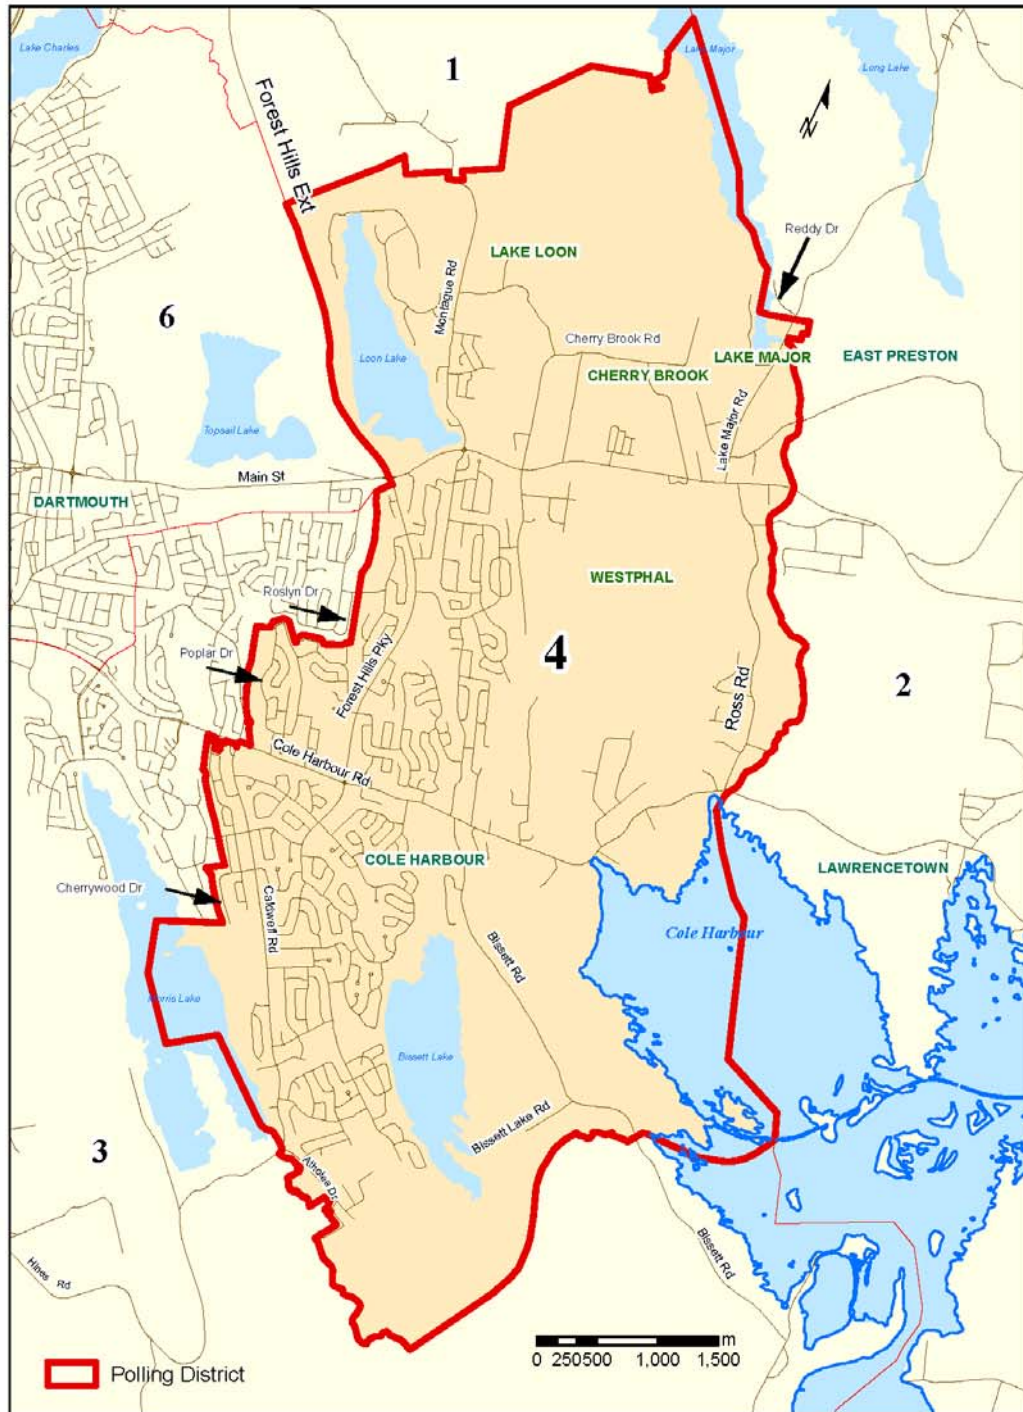 Lake Charles
1
Lake Major
Long Lake
N
Forest Hills Ext
Reddy Dr
LAKE LOON
Montague Rd
6
Cherry Brook Rd
Loon Lake
LAKE MAJOR
EAST PRESTON
CHERRY BROOK
Topsail Lake
Lake Major Rd
Main St
DARTMOUTH
WESTPHAL
Roslyn Dr
Poplar Dr
Forest Hills Pky
4
2
Ross Rd
Cole Harbour Rd
COLE HARBOUR
LAWRENCETOWN
Cherrywood Dr
Caldwell Rd
Cole Harbour
Bissett Rd
Morris Lake
Bissett Lake
Bissett Lake Rd
3
Atholea Dr
Bissett Rd
Hines Rd
m
0 250 500 1,000 1,500
Polling District